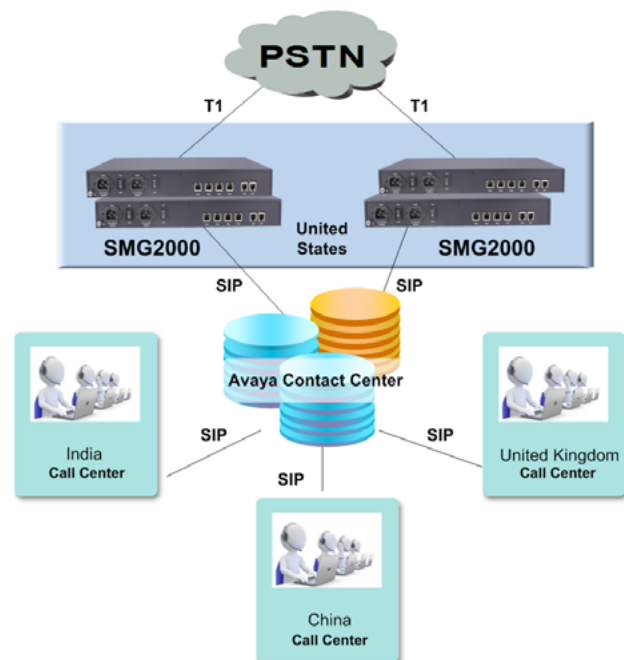 PSTN
T1
T1
SMG2000
United
States
SMG2000
SIP
SIP
Avaya Contact Center
India
Call Center
SIP
SIP
SIP
United Kingdom
Call Center
China
Call Center